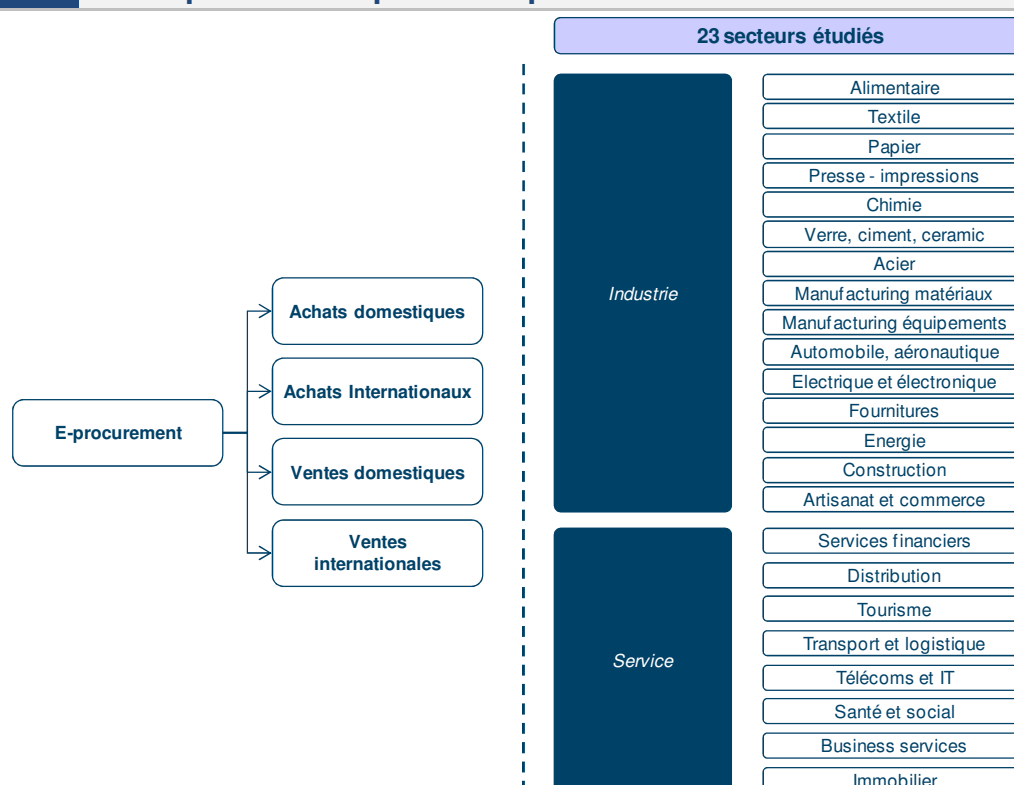 23 secteurs étudiés
E-procurement
Achats domestiques
Achats Internationaux
Ventes domestiques
Ventes
internationales
Industrie
Alimentaire
Textile
Papier
Presse - impressions
Chimie
Verre, ciment, ceramic
Acier
Manufacturing matériaux
Manufacturing équipements
Automobile, aéronautique
Electrique et électronique
Fournitures
Energie
Construction
Artisanat et commerce
Service
Services financiers
Distribution
Tourisme
Transport et logistique
Télécoms et IT
Santé et social
Business services
Immobilier